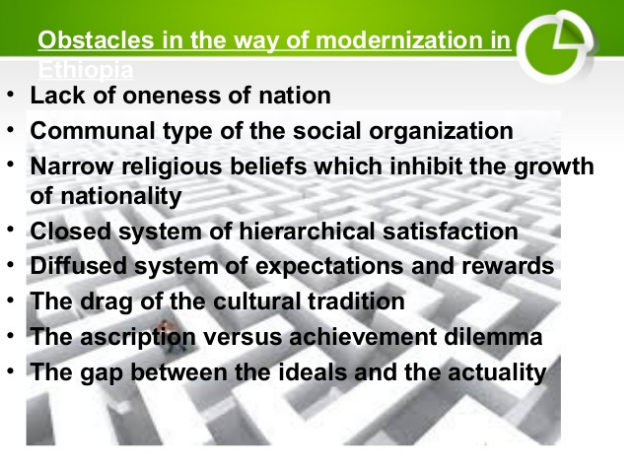 Obstacles in the way of modernization in
Ethiopia
• Lack of oneness of nation
• Communal type of the social organization
• Narrow religious beliefs which inhibit the growth
of nationality
• Closed system of hierarchical satisfaction
• Diffused system of expectations and rewards
• The drag of the cultural tradition
• The ascription versus achievement dilemma
• The gap between the ideals and the actuality